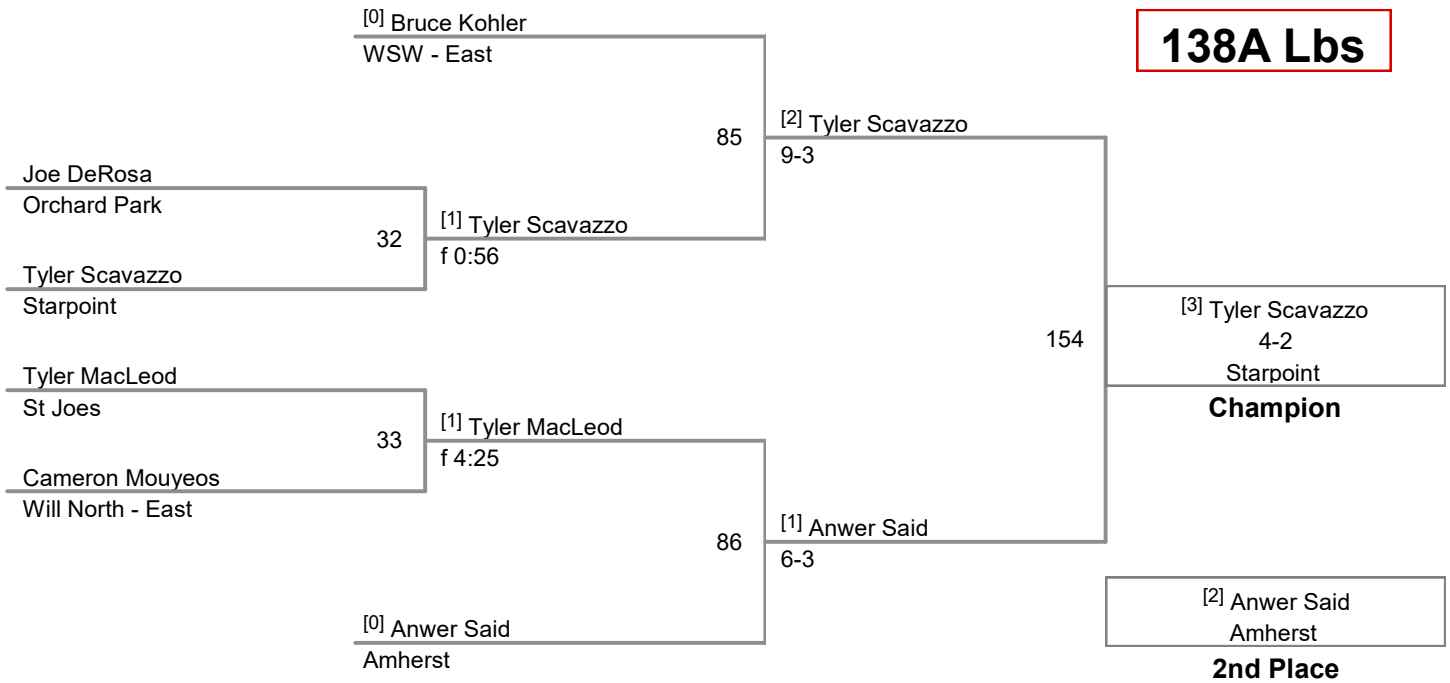 [0] Bruce Kohler
WSW - East
138A Lbs
85
[2] Tyler Scavazzo
9-3
Joe DeRosa
Orchard Park
32
[1] Tyler Scavazzo
f 0:56
Tyler Scavazzo
Starpoint
154
[3] Tyler Scavazzo
4-2
Starpoint
Champion
Tyler MacLeod
St Joes
33
[1] Tyler MacLeod
f 4:25
Cameron Mouyeos
Will North - East
86
[1] Anwer Said
6-3
[0] Anwer Said
Amherst
[2] Anwer Said
Amherst
2nd Place